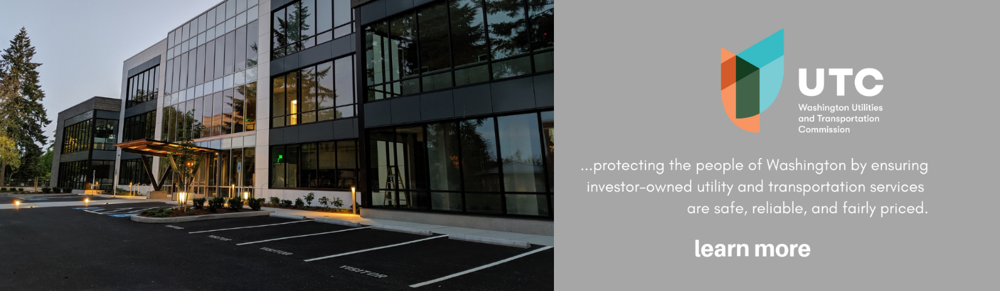 UTC
Washington Utilities
and Transportation
Commission
...protecting the people of Washington by ensuring
investor-owned utility and transportation services
are safe, reliable, and fairly priced.
learn more
VISITOR
VISITOR
VISITOR